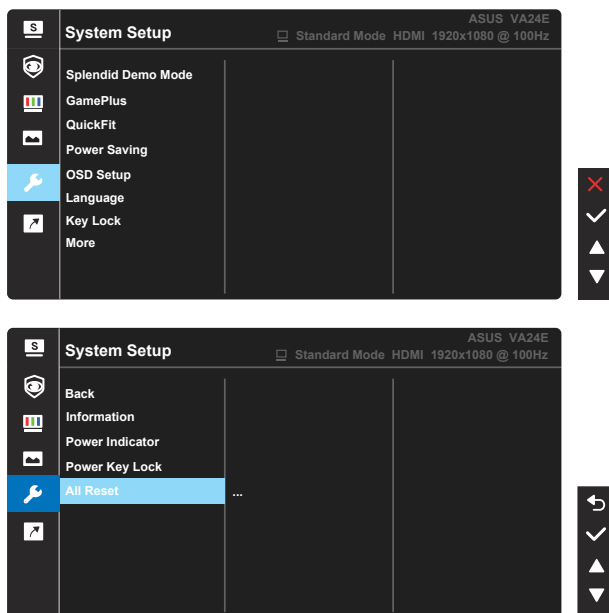 S
System Setup
ASUS VA24E
Standard Mode HDMI 1920x1080 @ 100Hz
Splendid Demo Mode
GamePlus
QuickFit
Power Saving
OSD Setup
Language
Key Lock
More
S
System Setup
ASUS VA24E
Standard Mode HDMI 1920x1080 @ 100Hz
Back
Information
Power Indicator
Power Key Lock
All Reset ...